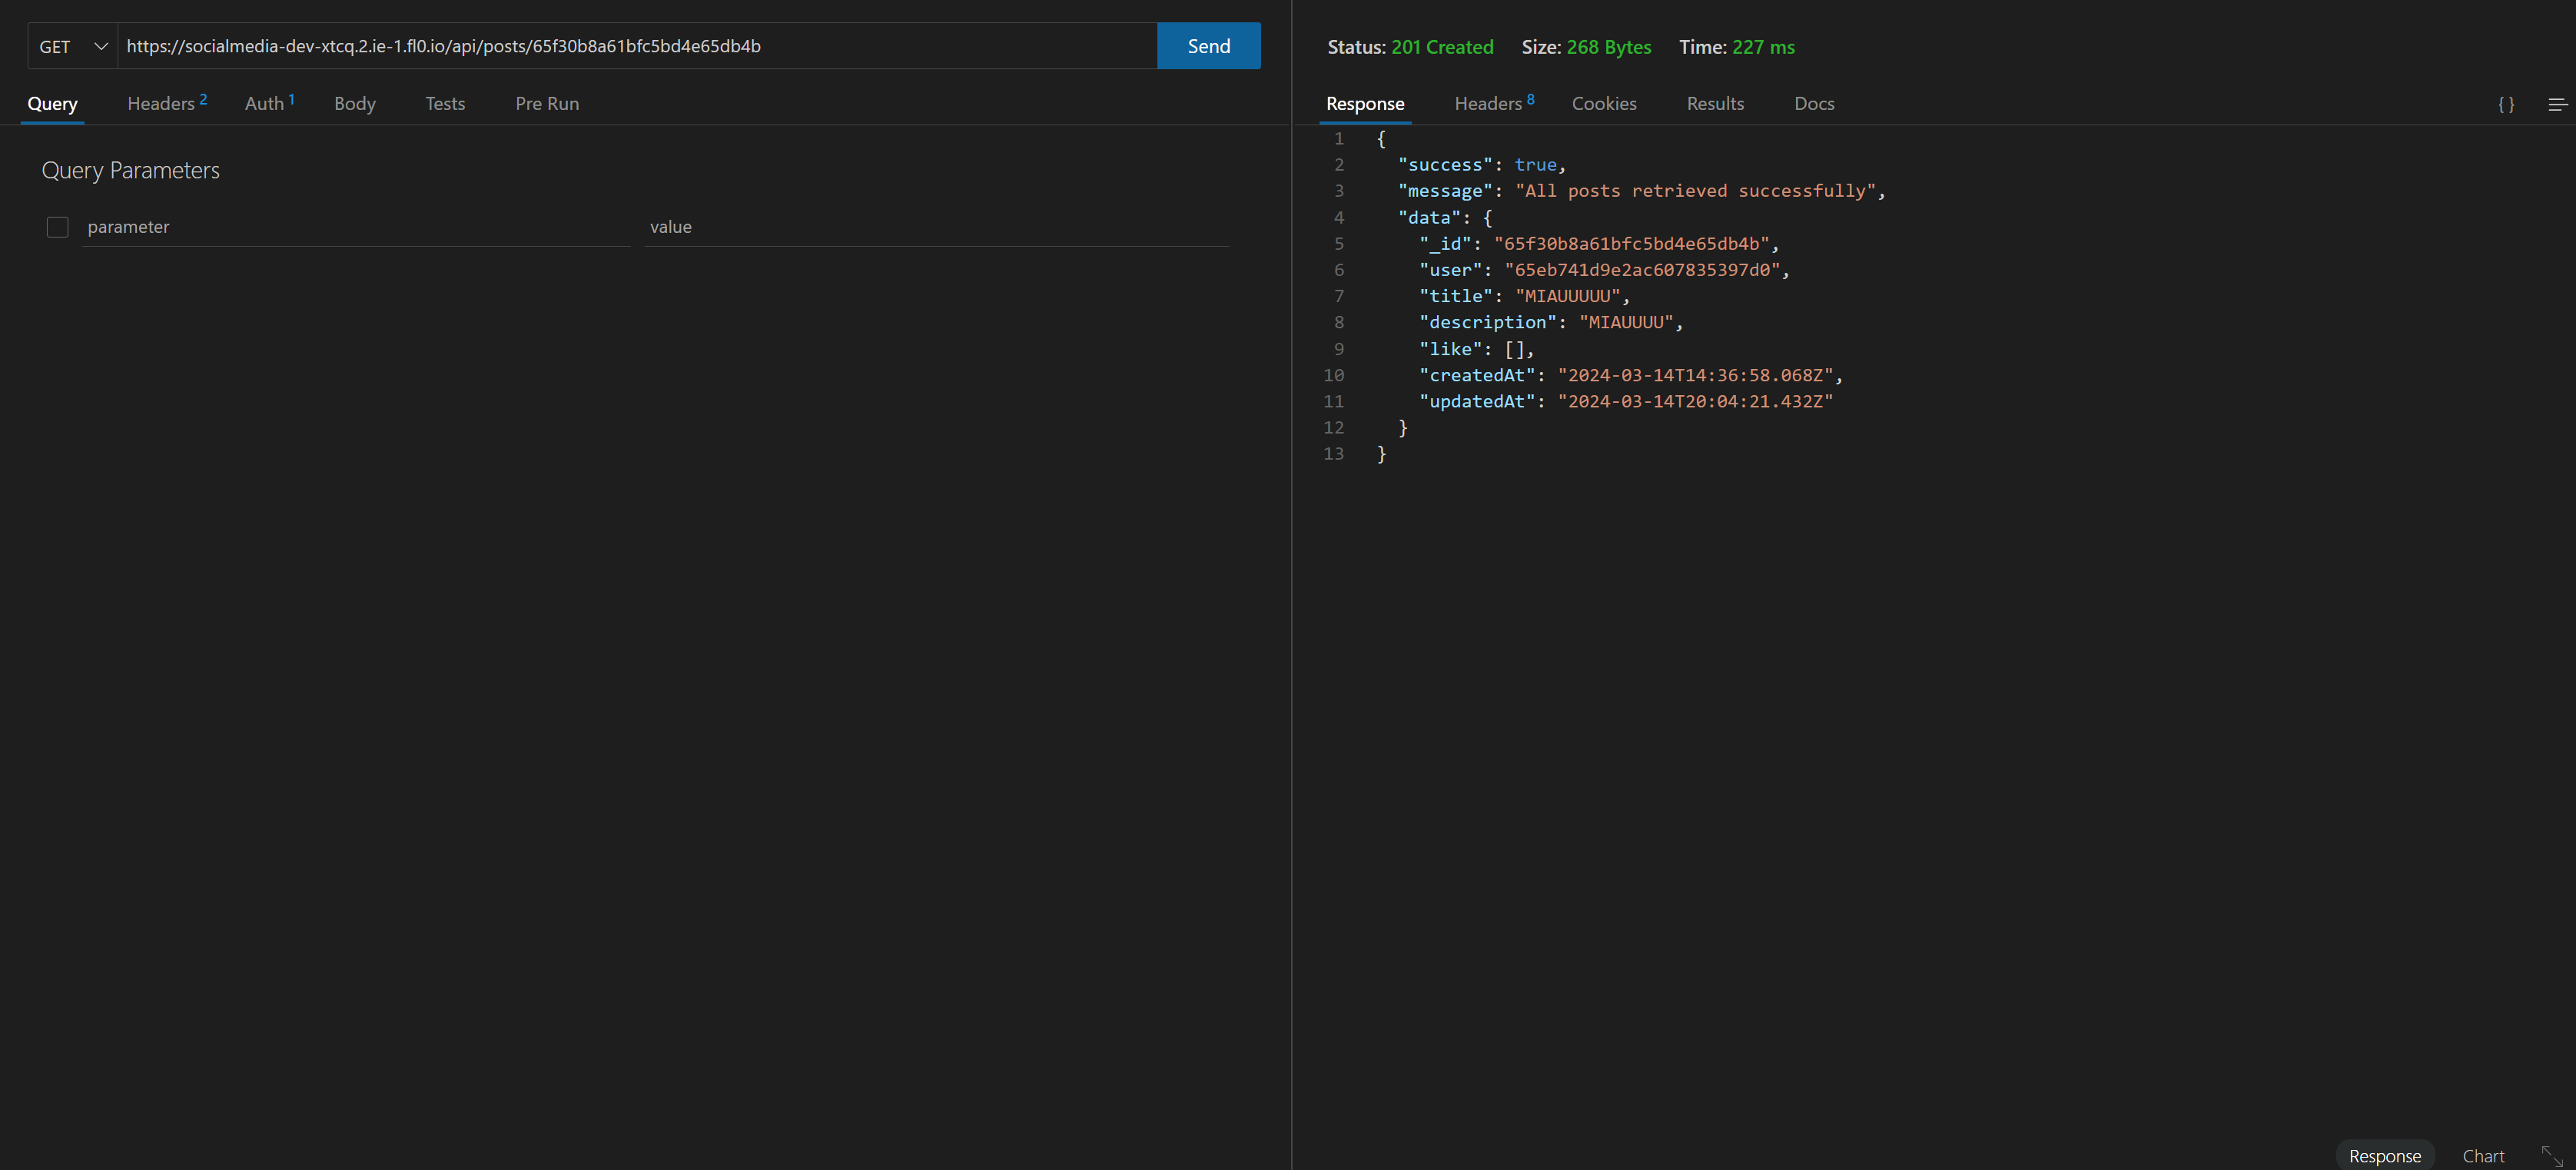 GET https://socialmedia-dev-xtcq.2.ie-1.fl0.io/api/posts/65f30b8a61bfc5bd4e65db4b Send
Query Headers 2 Auth 1 Body Tests Pre Run
Query Parameters
parameter value
Status: 201 Created Size: 268 Bytes Time: 227 ms
Response Headers 8 Cookies Results Docs {}
1 {
2 "success": true,
3 "message": "All posts retrieved successfully",
4 "data": {
5 "_id": "65f30b8a61bfc5bd4e65db4b",
6 "user": "65eb741d9e2ac607835397d0",
7 "title": "MIAUUUUU",
8 "description": "MIAUUUU",
9 "like": [],
10 "createdAt": "2024-03-14T14:36:58.068Z",
11 "updatedAt": "2024-03-14T20:04:21.432Z"
12 }
13 }
Response Chart